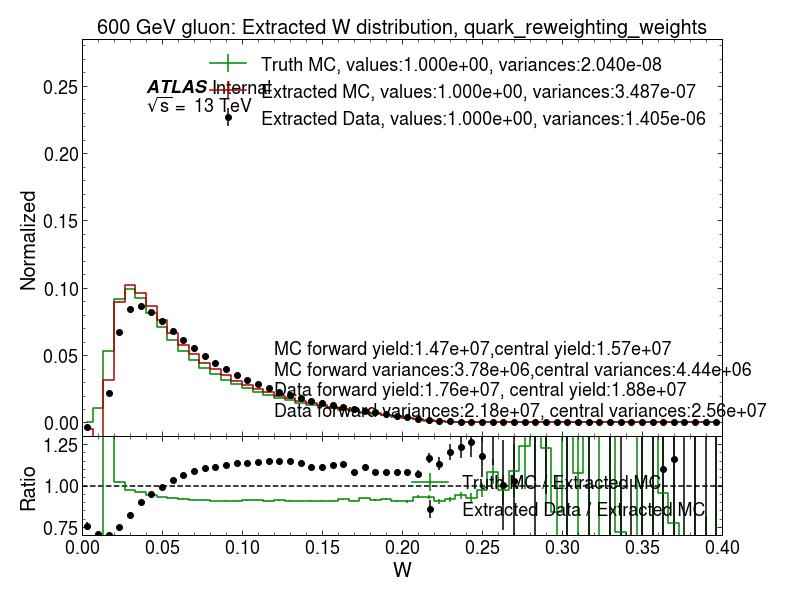 600 GeV gluon: Extracted W distribution, quark_reweighting_weights
Truth MC, values:1.000e+00, variances:2.040e-08
ATLAS Internal
Extracted MC, values:1.000e+00, variances:3.487e-07
√s = 13 TeV
Extracted Data, values:1.000e+00, variances:1.405e-06
Normalized
0.25
0.20
0.15
0.10
0.05
0.00
MC forward yield:1.47e+07,central yield:1.57e+07
MC forward variances:3.78e+06,central variances:4.44e+06
Data forward yield:1.76e+07, central yield:1.88e+07
Data forward variances:2.18e+07, central variances:2.56e+07
Ratio
1.25
1.00
0.75
Truth MC / Extracted MC
Extracted Data / Extracted MC
0.00 0.05 0.10 0.15 0.20 0.25 0.30 0.35 0.40
W